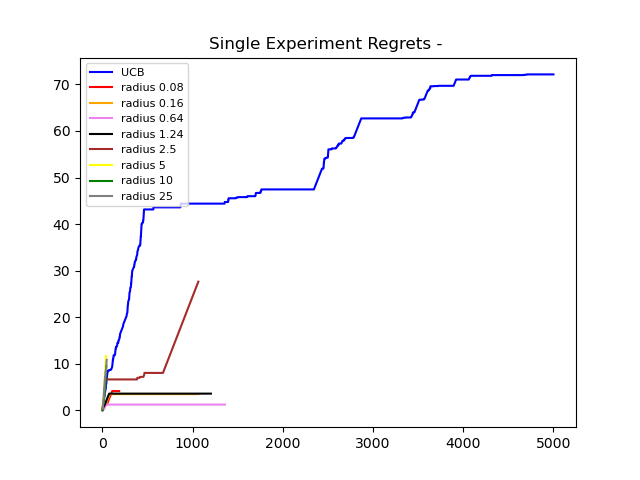 Single Experiment Regrets -
UCB
radius 0.08
radius 0.16
radius 0.64
radius 1.24
radius 2.5
radius 5
radius 10
radius 25
70
60
50
40
30
20
10
0
0 1000 2000 3000 4000 5000